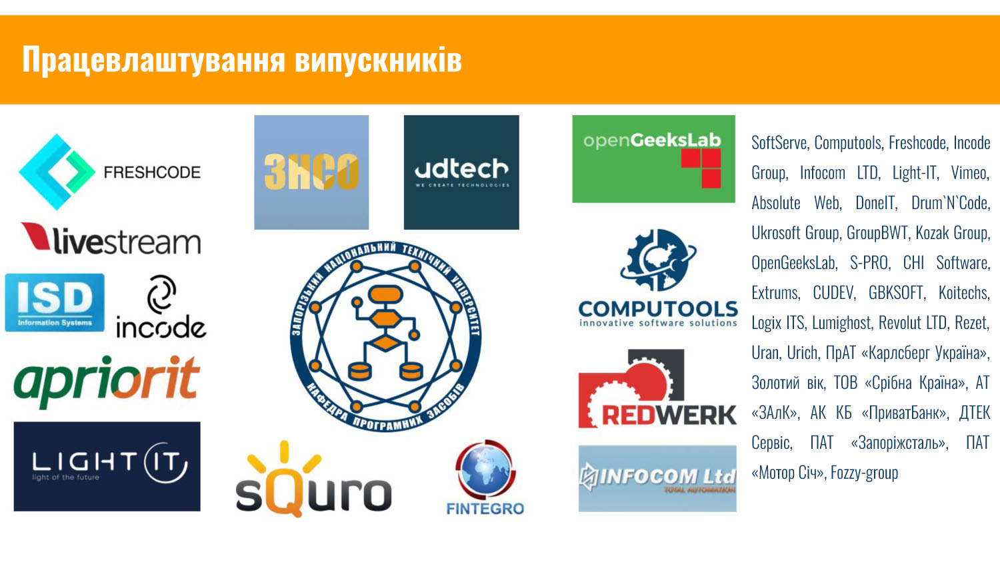 Працевлаштування випускників
FRESHCODE
livestream
ISD
Information Systems
incode
apriorit
LIGHT IT
light of the future
ЗНСО
udtech
WE CREATE TECHNOLOGIES
ЗАПОРІЗЬКИЙ НАЦІОНАЛЬНИЙ ТЕХНІЧНИЙ УНІВЕРСИТЕТ
КАФЕДРА ПРОГРАМНИХ ЗАСОБІВ
sQuro
FINTEGRO
openGeeksLab
COMPUTOOLS
innovative software solutions
REDWERK
INFOCOM Ltd
TOTAL AUTOMATION
SoftServe, Computools, Freshcode, Incode
Group, Infocom LTD, Light-IT, Vimeo,
Absolute Web, DoneIT, Drum`N`Code,
Ukrosoft Group, GroupBWT, Kozak Group,
OpenGeeksLab, S-PRO, CHI Software,
Extrums, CUDEV, GBKSOFT, Koitechs,
Logix ITS, Lumighost, Revolut LTD, Rezet,
Uran, Urich, ПрАТ «Карлсберг Україна»,
Золотий вік, ТОВ «Срібна Країна», АТ
«ЗАлК», АК КБ «ПриватБанк», ДТЕК
Сервіс, ПАТ «Запоріжсталь», ПАТ
«Мотор Січ», Fozzy-group